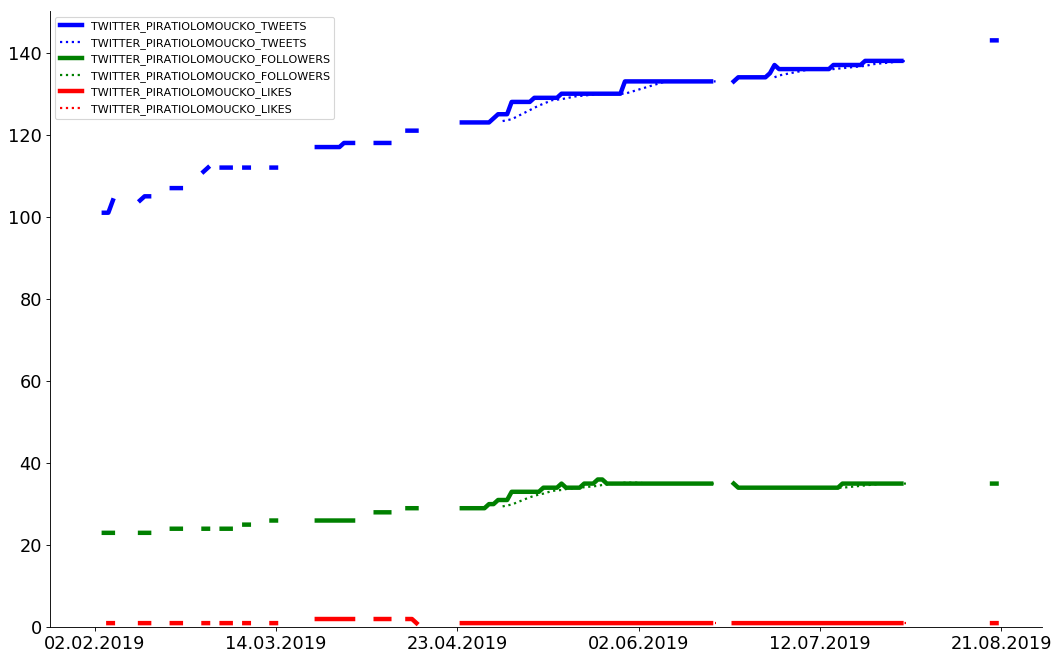 TWITTER_PIRATIOLOMOUCKO_TWEETS
TWITTER_PIRATIOLOMOUCKO_TWEETS
TWITTER_PIRATIOLOMOUCKO_FOLLOWERS
TWITTER_PIRATIOLOMOUCKO_FOLLOWERS
TWITTER_PIRATIOLOMOUCKO_LIKES
TWITTER_PIRATIOLOMOUCKO_LIKES
140
120
100
80
60
40
20
0
02.02.2019 14.03.2019 23.04.2019 02.06.2019 12.07.2019 21.08.2019